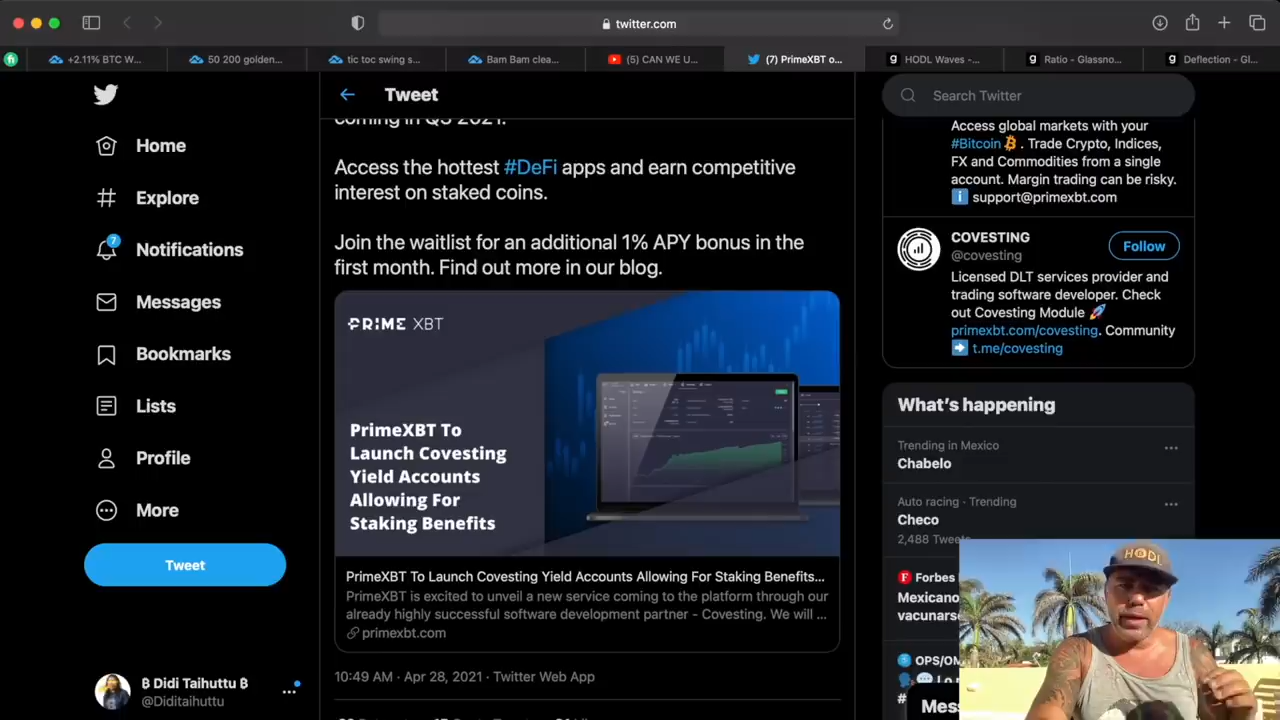 twitter.com
+2.11% BTC W...
50 200 golden...
tic toc swing s...
Bam Bam clea...
(5) CAN WE U...
(7) PrimeXBT o...
HODL Waves -...
Ratio - Glassno...
Deflection - Gl...
Home
Explore
7
Notifications
Messages
Bookmarks
Lists
Profile
More
Tweet
₿ Didi Taihuttu ₿
@Diditaihuttu
Tweet
coming in Q3 2021.
Access the hottest #DeFi apps and earn competitive
interest on staked coins.
Join the waitlist for an additional 1% APY bonus in the
first month. Find out more in our blog.
PRIME XBT
PrimeXBT To
Launch Covesting
Yield Accounts
Allowing For
Staking Benefits
PrimeXBT To Launch Covesting Yield Accounts Allowing For Staking Benefits...
PrimeXBT is excited to unveil a new service coming to the platform through our
already highly successful software development partner - Covesting. We will ...
primexbt.com
10:49 AM · Apr 28, 2021 · Twitter Web App
Search Twitter
Access global markets with your
#Bitcoin . Trade Crypto, Indices,
FX and Commodities from a single
account. Margin trading can be risky.
support@primexbt.com
COVESTING
@covesting
Follow
Licensed DLT services provider and
trading software developer. Check
out Covesting Module 🚀
primexbt.com/covesting. Community
➡️ t.me/covesting
What's happening
Trending in Mexico
Chabelo
Auto racing · Trending
Checo
2,488 Tweets
Forbes
Mexicano
vacunarse
OPS/OM
#
Mess
HODL